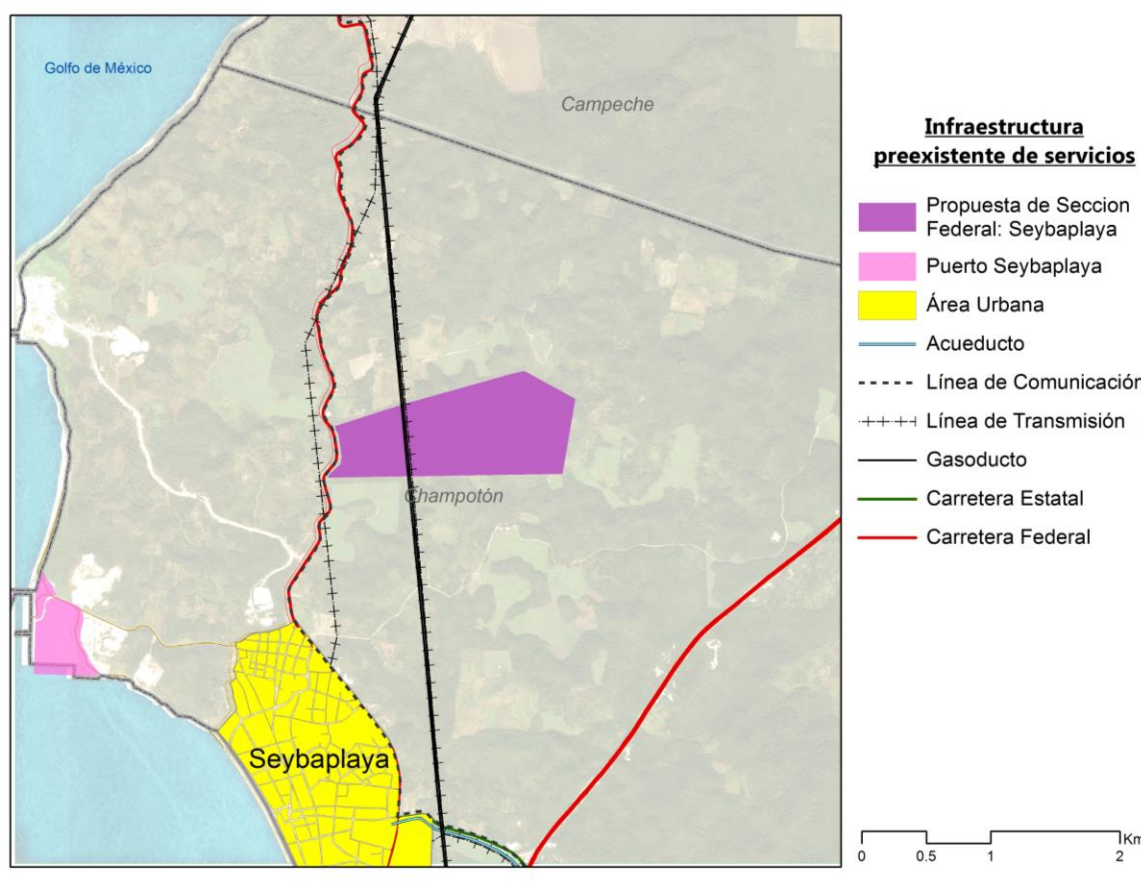 Golfo de México
Campeche
Champotón
Seybaplaya
Infraestructura
preexistente de servicios
Propuesta de Seccion
Federal: Seybaplaya
Puerto Seybaplaya
Área Urbana
Acueducto
Línea de Comunicación
Línea de Transmisión
Gasoducto
Carretera Estatal
Carretera Federal
Km
0 0.5 1 2